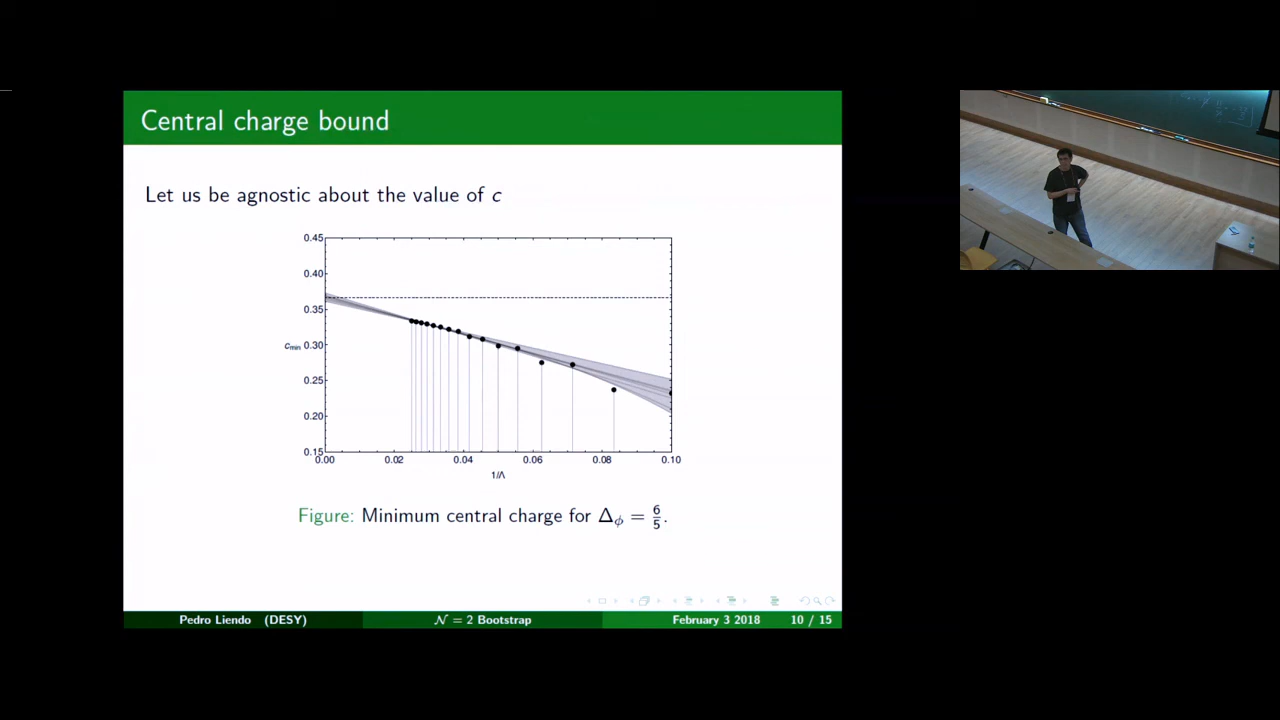 Central charge bound
Let us be agnostic about the value of c
0.45
0.40
0.35
c_min 0.30
0.25
0.20
0.15
0.00 0.02 0.04 0.06 0.08 0.10
1/Λ
Figure: Minimum central charge for Δ_ϕ = 6/5.
Pedro Liendo (DESY) 𝒩 = 2 Bootstrap February 3 2018 10 / 15